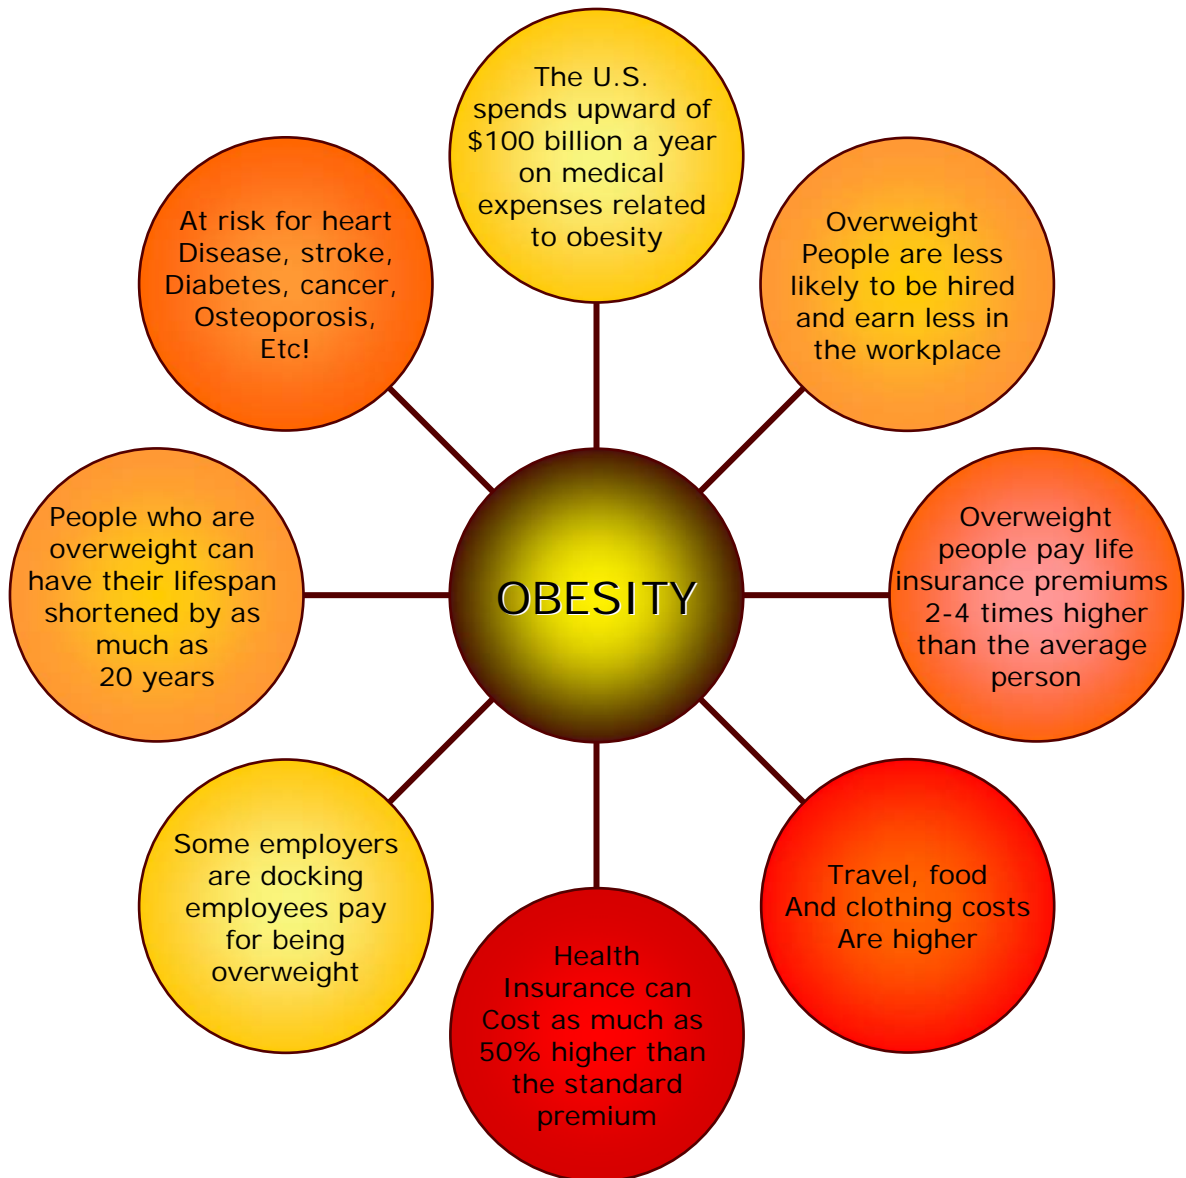 The U.S.
spends upward of
$100 billion a year
on medical
expenses related
to obesity
Overweight
People are less
likely to be hired
and earn less in
the workplace
Overweight
people pay life
insurance premiums
2-4 times higher
than the average
person
Travel, food
And clothing costs
Are higher
Health
Insurance can
Cost as much as
50% higher than
the standard
premium
Some employers
are docking
employees pay
for being
overweight
People who are
overweight can
have their lifespan
shortened by as
much as
20 years
At risk for heart
Disease, stroke,
Diabetes, cancer,
Osteoporosis,
Etc!
OBESITY